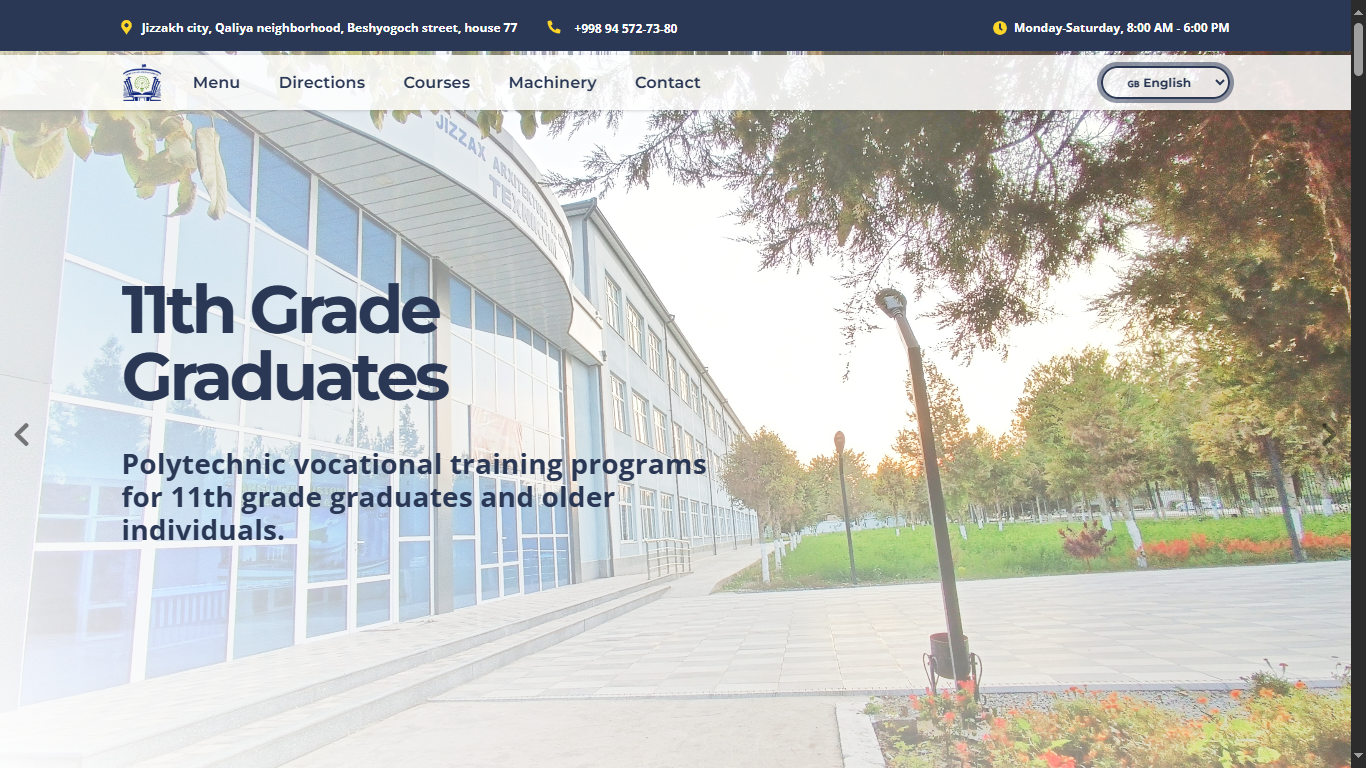 Jizzakh city, Qaliya neighborhood, Beshyogoch street, house 77
+998 94 572-73-80
Monday-Saturday, 8:00 AM - 6:00 PM
Menu
Directions
Courses
Machinery
Contact
GB English
JIZZAX
TEXNIKUMI
11th Grade
Graduates
Polytechnic vocational training programs
for 11th grade graduates and older
individuals.